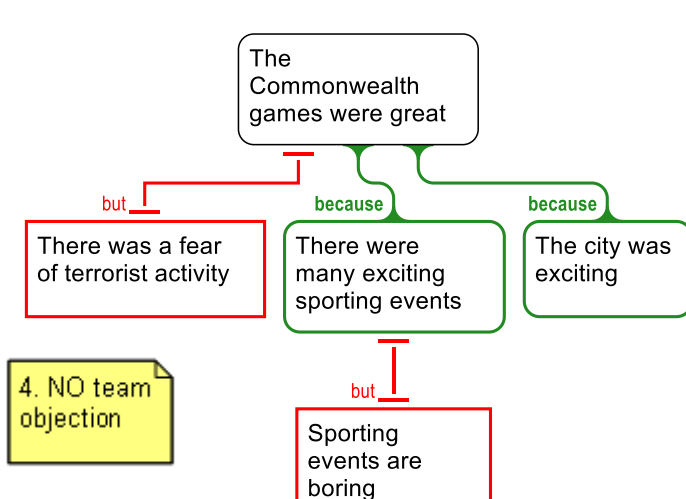 The
Commonwealth
games were great
but
because
because
There was a fear
of terrorist activity
There were
many exciting
sporting events
The city was
exciting
4. NO team
objection
but
Sporting
events are
boring